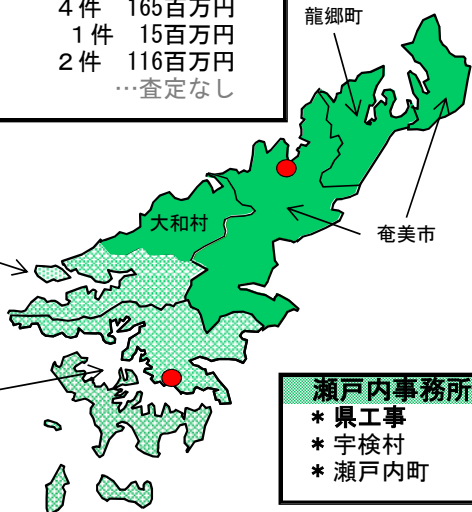 4件 165百万円
1件 15百万円
2件 116百万円
…査定なし
龍郷町
大和村
奄美市
瀬戸内事務所
* 県工事
* 宇検村
* 瀬戸内町